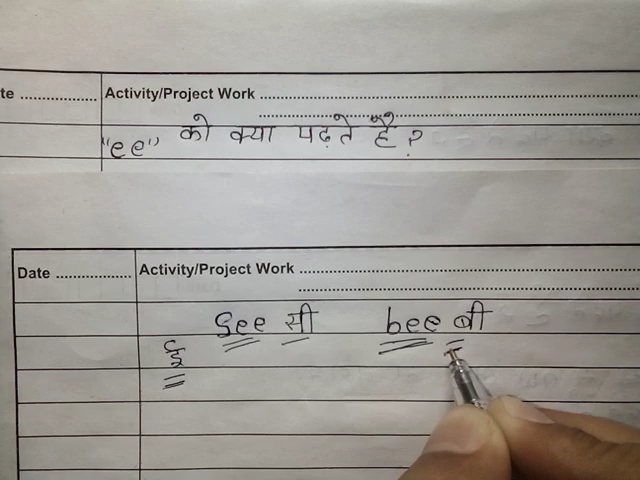 te .................. Activity/Project Work ..................
"ee" को क्या पढ़ते हैं?
Date .................. Activity/Project Work ..................
See सी bee बी
ई